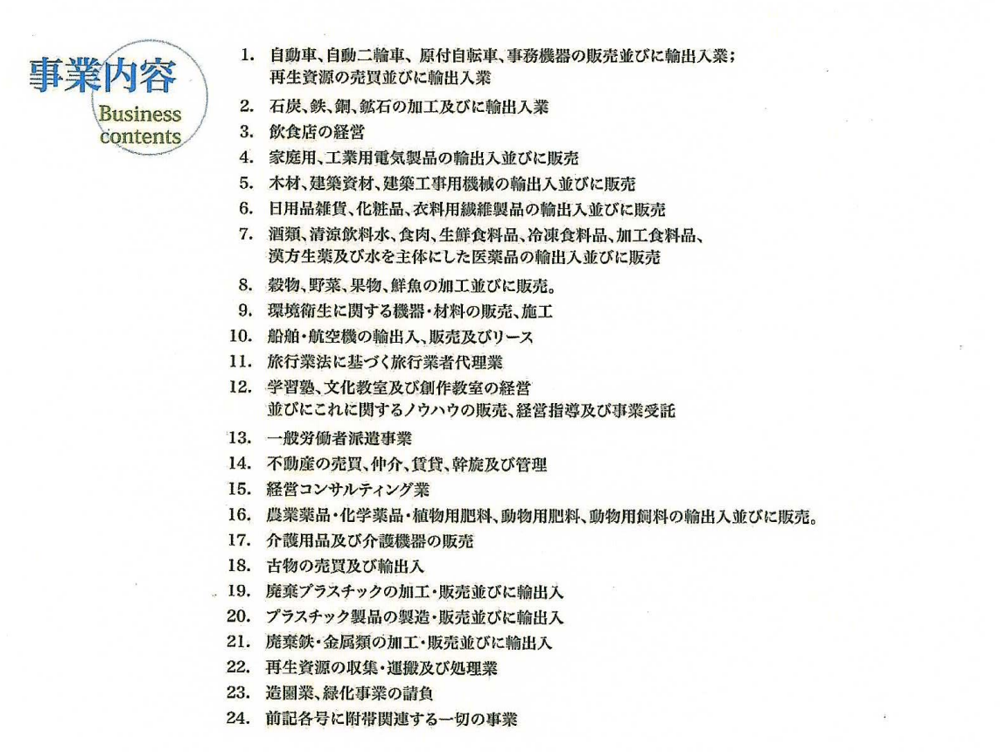 事業内容
Business
contents
1. 自動車、自動二輪車、原付自転車、事務機器の販売並びに輸出入業；
再生資源の売買並びに輸出入業
2. 石炭、鉄、銅、鉱石の加工及びに輸出入業
3. 飲食店の経営
4. 家庭用、工業用電気製品の輸出入並びに販売
5. 木材、建築資材、建築工事用機械の輸出入並びに販売
6. 日用品雑貨、化粧品、衣料用繊維製品の輸出入並びに販売
7. 酒類、清涼飲料水、食肉、生鮮食料品、冷凍食料品、加工食料品、
漢方生薬及び水を主体にした医薬品の輸出入並びに販売
8. 穀物、野菜、果物、鮮魚の加工並びに販売。
9. 環境衛生に関する機器・材料の販売、施工
10. 船舶・航空機の輸出入、販売及びリース
11. 旅行業法に基づく旅行業者代理業
12. 学習塾、文化教室及び創作教室の経営
並びにこれに関するノウハウの販売、経営指導及び事業受託
13. 一般労働者派遣事業
14. 不動産の売買、仲介、賃貸、斡旋及び管理
15. 経営コンサルティング業
16. 農業薬品・化学薬品・植物用肥料、動物用肥料、動物用飼料の輸出入並びに販売。
17. 介護用品及び介護機器の販売
18. 古物の売買及び輸出入
19. 廃棄プラスチックの加工・販売並びに輸出入
20. プラスチック製品の製造・販売並びに輸出入
21. 廃棄鉄・金属類の加工・販売並びに輸出入
22. 再生資源の収集・運搬及び処理業
23. 造園業、緑化事業の請負
24. 前記各号に附帯関連する一切の事業